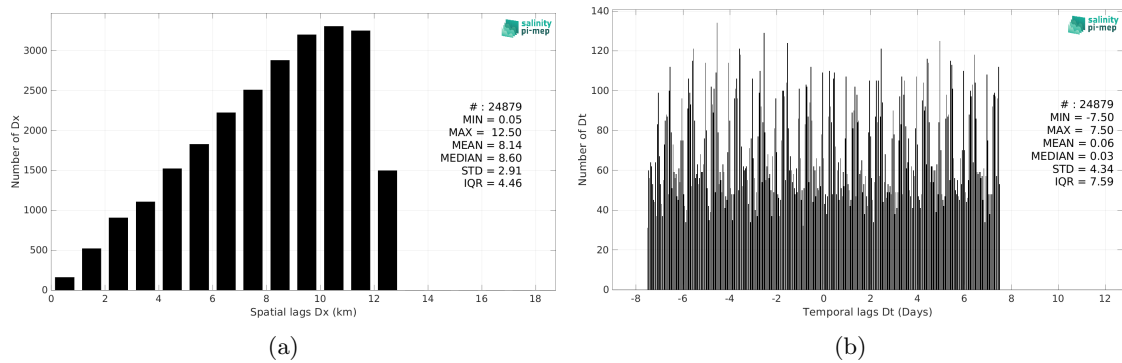 salinity
pi-mep
3000
2500
2000
1500
1000
500
0
Number of Dx
# : 24879
MIN = 0.05
MAX = 12.50
MEAN = 8.14
MEDIAN = 8.60
STD = 2.91
IQR = 4.46
0 2 4 6 8 10 12 14 16 18
Spatial lags Dx (km)
(a)
salinity
pi-mep
140
120
100
80
60
40
20
0
Number of Dt
# : 24879
MIN = -7.50
MAX = 7.50
MEAN = 0.06
MEDIAN = 0.03
STD = 4.34
IQR = 7.59
-8 -6 -4 -2 0 2 4 6 8 10 12
Temporal lags Dt (Days)
(b)